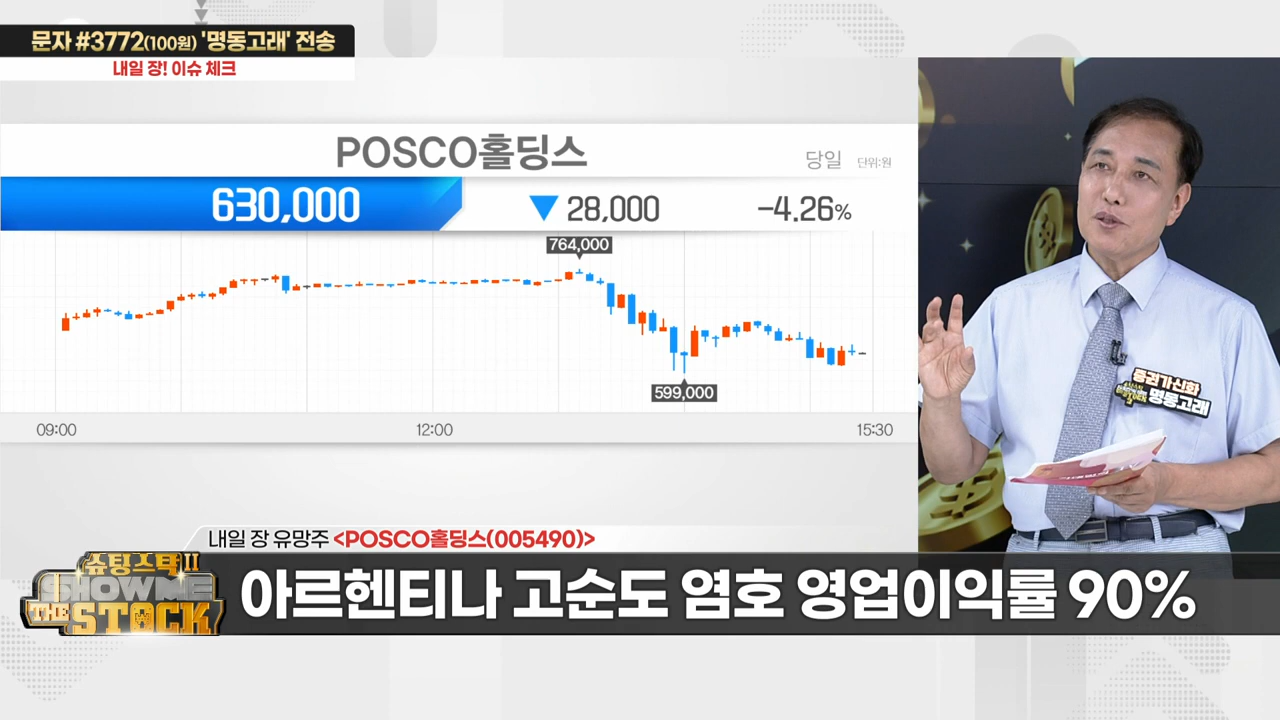 문자 #3772(100원) '명동고래' 전송
내일 장! 이슈 체크
POSCO홀딩스
당일 단위:원
630,000 ▼ 28,000 -4.26%
764,000
599,000
09:00 12:00 15:30
증권가신화
명동고래
내일 장 유망주 <POSCO홀딩스(005490)>
슈팅스탁 II
SHOW ME
THE STOCK
아르헨티나 고순도 염호 영업이익률 90%